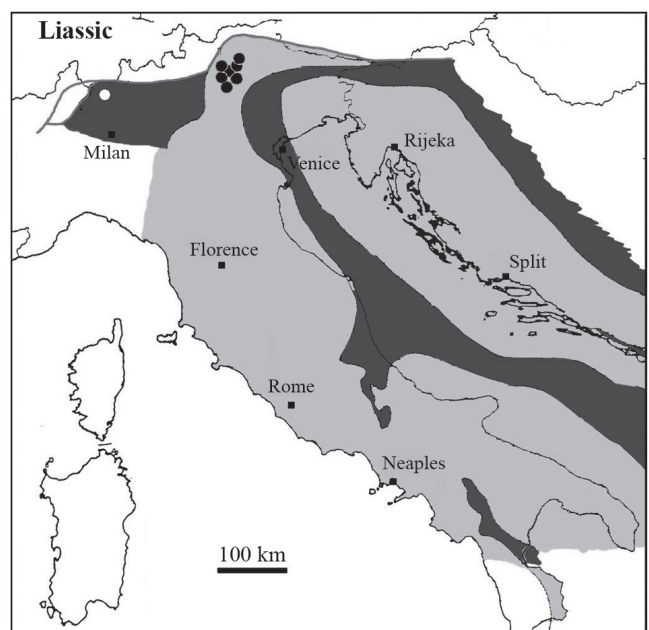 Liassic
Milan
Venice
Rijeka
Florence
Split
Rome
Neaples
100 km